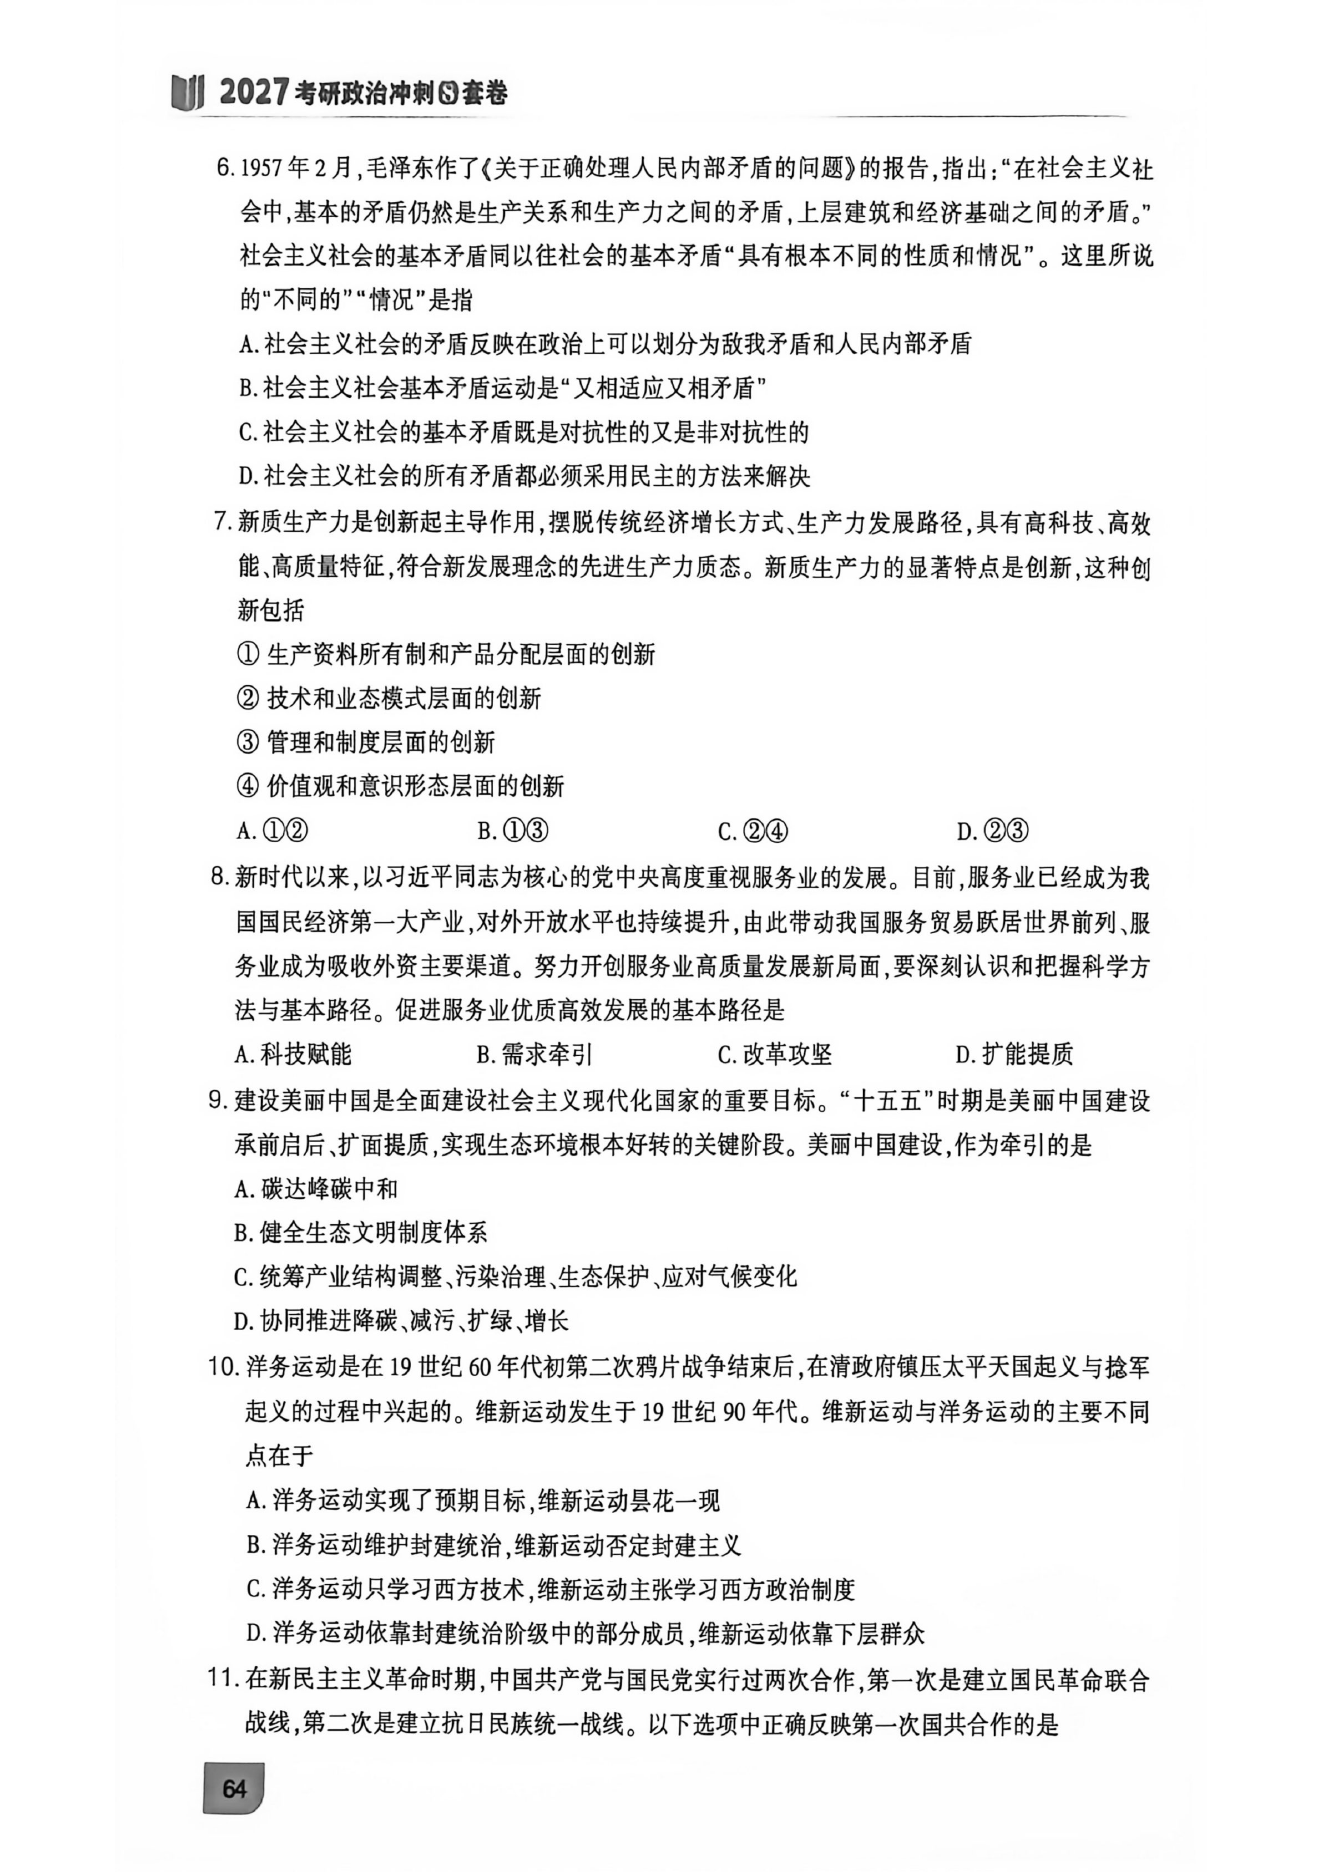 2027考研政治冲刺8套卷
6. 1957年2月,毛泽东作了《关于正确处理人民内部矛盾的问题》的报告,指出:“在社会主义社
会中,基本的矛盾仍然是生产关系和生产力之间的矛盾,上层建筑和经济基础之间的矛盾。”
社会主义社会的基本矛盾同以往社会的基本矛盾“具有根本不同的性质和情况”。这里所说
的“不同的”“情况”是指
A. 社会主义社会的矛盾反映在政治上可以划分为敌我矛盾和人民内部矛盾
B. 社会主义社会基本矛盾运动是“又相适应又相矛盾”
C. 社会主义社会的基本矛盾既是对抗性的又是非对抗性的
D. 社会主义社会的所有矛盾都必须采用民主的方法来解决
7. 新质生产力是创新起主导作用,摆脱传统经济增长方式、生产力发展路径,具有高科技、高效
能、高质量特征,符合新发展理念的先进生产力质态。新质生产力的显著特点是创新,这种创
新包括
① 生产资料所有制和产品分配层面的创新
② 技术和业态模式层面的创新
③ 管理和制度层面的创新
④ 价值观和意识形态层面的创新
A. ①② B. ①③ C. ②④ D. ②③
8. 新时代以来,以习近平同志为核心的党中央高度重视服务业的发展。目前,服务业已经成为我
国国民经济第一大产业,对外开放水平也持续提升,由此带动我国服务贸易跃居世界前列、服
务业成为吸收外资主要渠道。努力开创服务业高质量发展新局面,要深刻认识和把握科学方
法与基本路径。促进服务业优质高效发展的基本路径是
A. 科技赋能 B. 需求牵引 C. 改革攻坚 D. 扩能提质
9. 建设美丽中国是全面建设社会主义现代化国家的重要目标。“十五五”时期是美丽中国建设
承前启后、扩面提质,实现生态环境根本好转的关键阶段。美丽中国建设,作为牵引的是
A. 碳达峰碳中和
B. 健全生态文明制度体系
C. 统筹产业结构调整、污染治理、生态保护、应对气候变化
D. 协同推进降碳、减污、扩绿、增长
10. 洋务运动是在19世纪60年代初第二次鸦片战争结束后,在清政府镇压太平天国起义与捻军
起义的过程中兴起的。维新运动发生于19世纪90年代。维新运动与洋务运动的主要不同
点在于
A. 洋务运动实现了预期目标,维新运动昙花一现
B. 洋务运动维护封建统治,维新运动否定封建主义
C. 洋务运动只学习西方技术,维新运动主张学习西方政治制度
D. 洋务运动依靠封建统治阶级中的部分成员,维新运动依靠下层群众
11. 在新民主主义革命时期,中国共产党与国民党实行过两次合作,第一次是建立国民革命联合
战线,第二次是建立抗日民族统一战线。以下选项中正确反映第一次国共合作的是
64